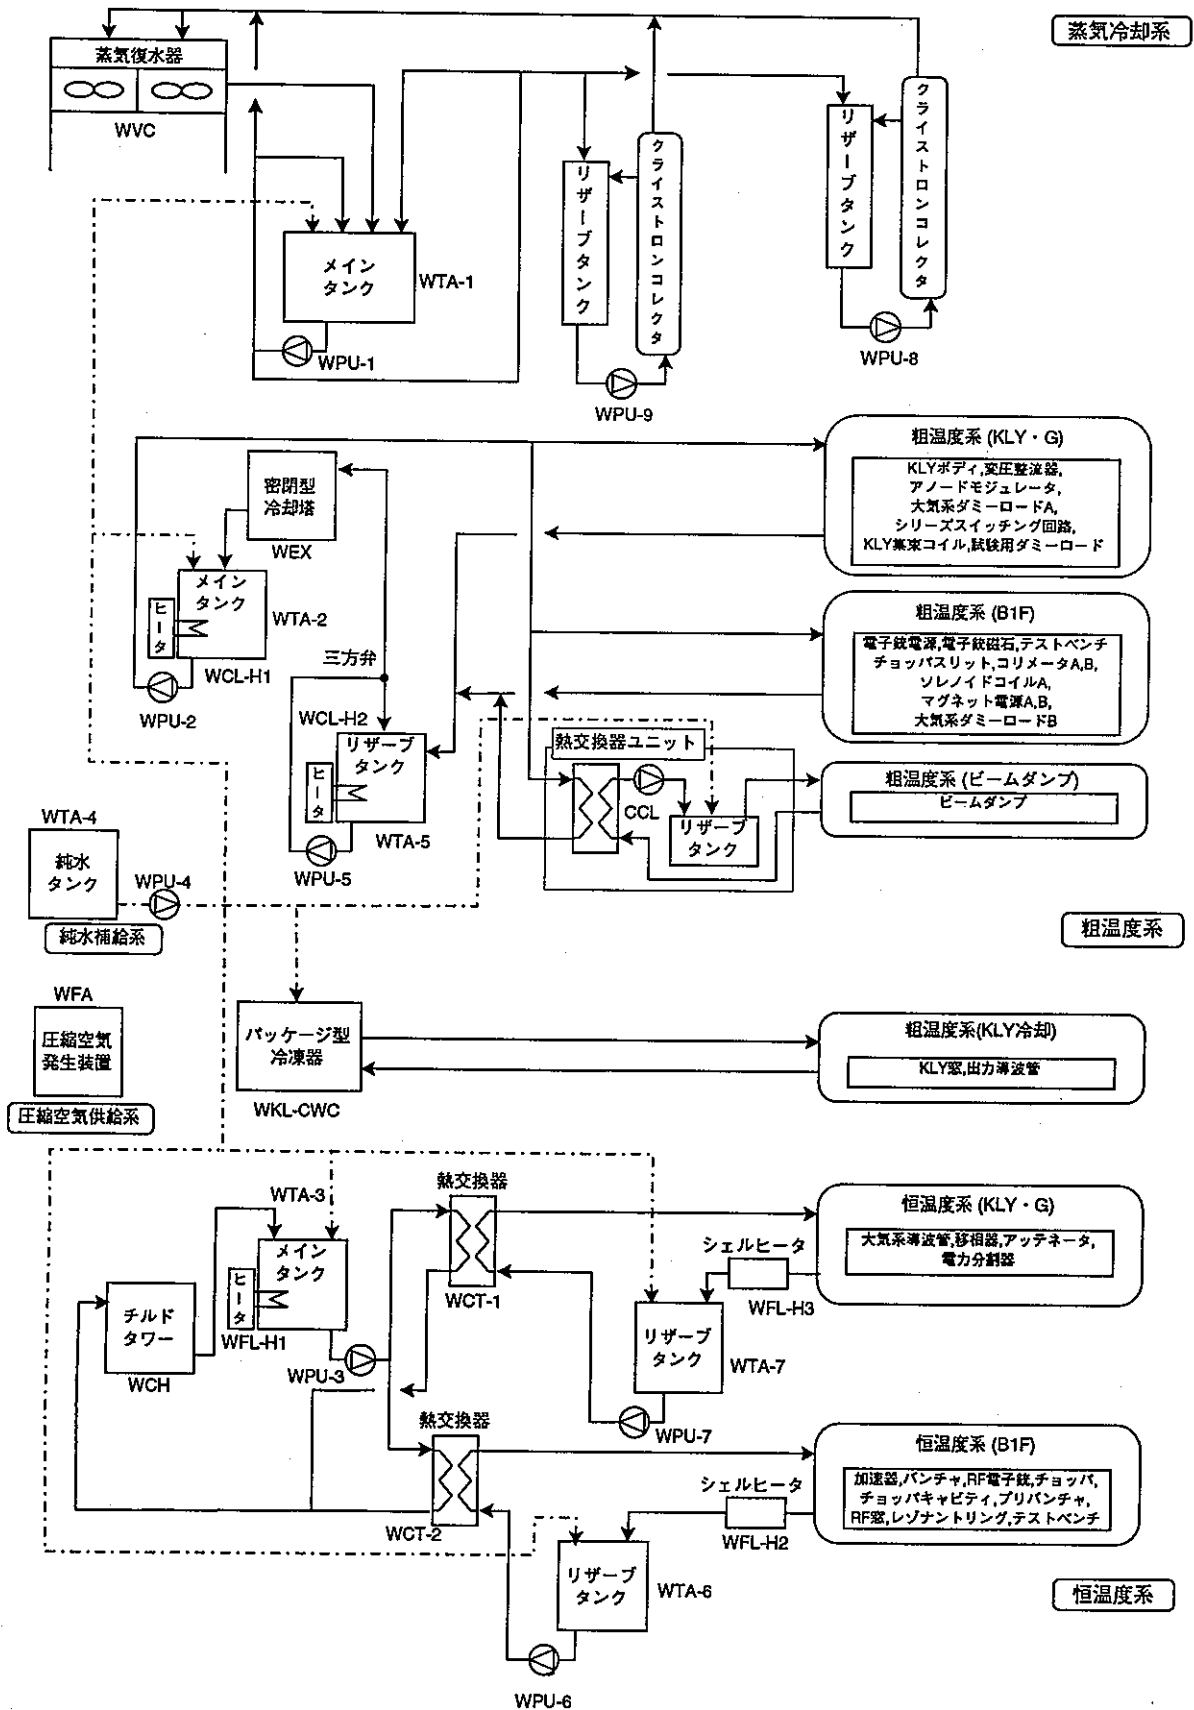 蒸気冷却系
蒸気復水器
WVC
メイン
タンク
WTA-1
WPU-1
リザーブタンク
クライストロンコレクタ
WPU-9
リザーブタンク
クライストロンコレクタ
WPU-8
密閉型
冷却塔
WEX
メイン
タンク
ヒータ
WTA-2
WCL-H1
WPU-2
三方弁
WCL-H2
リザーブ
タンク
ヒータ
WTA-5
WPU-5
粗温度系 (KLY・G)
KLYボディ,変圧整流器,
アノードモジュレータ,
大気系ダミーロードA,
シリーズスイッチング回路,
KLY集束コイル,試験用ダミーロード
粗温度系 (B1F)
電子銃電源,電子銃磁石,テストベンチ
チョッパスリット,コリメータA,B,
ソレノイドコイルA,
マグネット電源A,B,
大気系ダミーロードB
熱交換器ユニット
CCL
リザーブ
タンク
粗温度系 (ビームダンプ)
ビームダンプ
WTA-4
純水
タンク
WPU-4
純水補給系
粗温度系
WFA
圧縮空気
発生装置
圧縮空気供給系
パッケージ型
冷凍器
WKL-CWC
粗温度系(KLY冷却)
KLY窓,出力導波管
WTA-3
メイン
タンク
ヒータ
WFL-H1
WPU-3
チルド
タワー
WCH
熱交換器
WCT-1
恒温度系 (KLY・G)
大気系導波管,移相器,アッテネータ,
電力分割器
シェルヒータ
WFL-H3
リザーブ
タンク
WTA-7
WPU-7
熱交換器
WCT-2
恒温度系 (B1F)
加速器,バンチャ,RF電子銃,チョッパ,
チョッパキャビティ,プリバンチャ,
RF窓,レゾナントリング,テストベンチ
シェルヒータ
WFL-H2
リザーブ
タンク
WTA-6
WPU-6
恒温度系